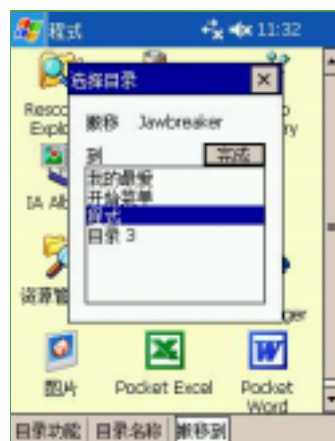 程式 11:32
选择目录
Resco
Explo
搬移 Jawbreaker
到 完成
我的最爱
开始菜单
程式
目录 3
IA Alb
资源管
图片 Pocket Excel Pocket
Word
目录功能 目录名称 搬移到